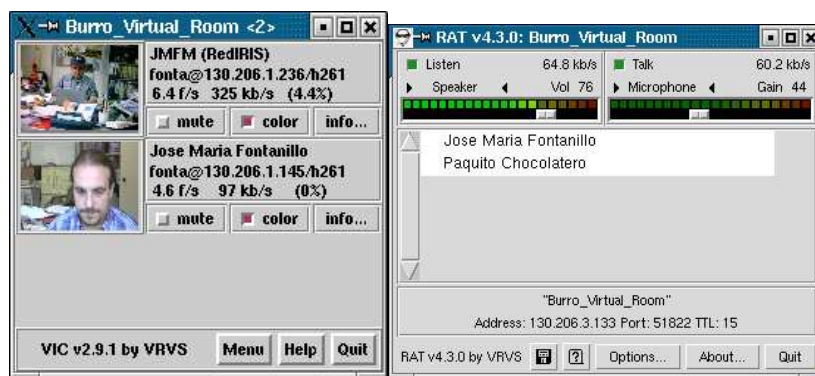 Burro_Virtual_Room <2>
JMFM (RedIRIS)
fonta@130.206.1.236/h261
6.4 f/s 325 kb/s (4.4%)
mute color info...
Jose Maria Fontanillo
fonta@130.206.1.145/h261
4.6 f/s 97 kb/s (0%)
mute color info...
VIC v2.9.1 by VRVS Menu Help Quit
RAT v4.3.0: Burro_Virtual_Room
Listen 64.8 kb/s Talk 60.2 kb/s
Speaker Vol 76 Microphone Gain 44
Jose Maria Fontanillo
Paquito Chocolatero
"Burro_Virtual_Room"
Address: 130.206.3.133 Port: 51822 TTL: 15
RAT v4.3.0 by VRVS ? Options... About... Quit